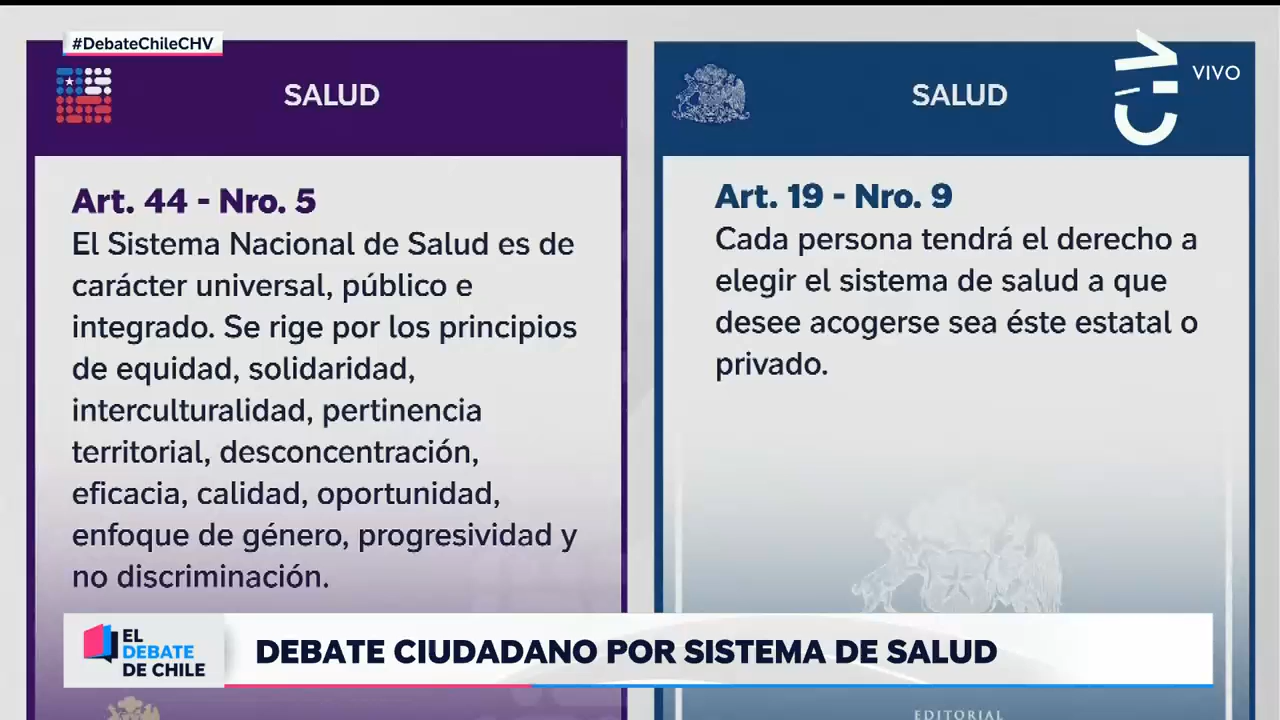 #DebateChileCHV
SALUD
Art. 44 - Nro. 5
El Sistema Nacional de Salud es de
carácter universal, público e
integrado. Se rige por los principios
de equidad, solidaridad,
interculturalidad, pertinencia
territorial, desconcentración,
eficacia, calidad, oportunidad,
enfoque de género, progresividad y
no discriminación.
SALUD
CHV VIVO
Art. 19 - Nro. 9
Cada persona tendrá el derecho a
elegir el sistema de salud a que
desee acogerse sea éste estatal o
privado.
EL
DEBATE
DE CHILE
DEBATE CIUDADANO POR SISTEMA DE SALUD
EDITORIAL